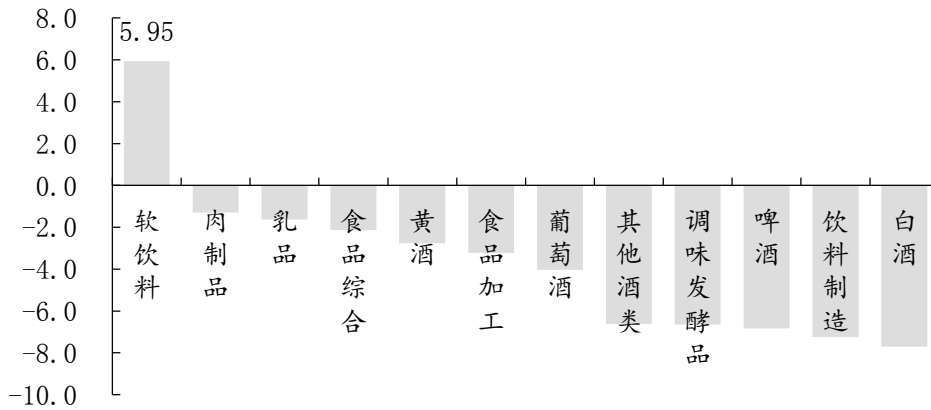 8.0
6.0
4.0
2.0
0.0
-2.0
-4.0
-6.0
-8.0
-10.0
5.95
软饮料
肉制品
乳品
食品综合
黄酒
食品加工
葡萄酒
其他酒类
调味发酵品
啤酒
饮料制造
白酒